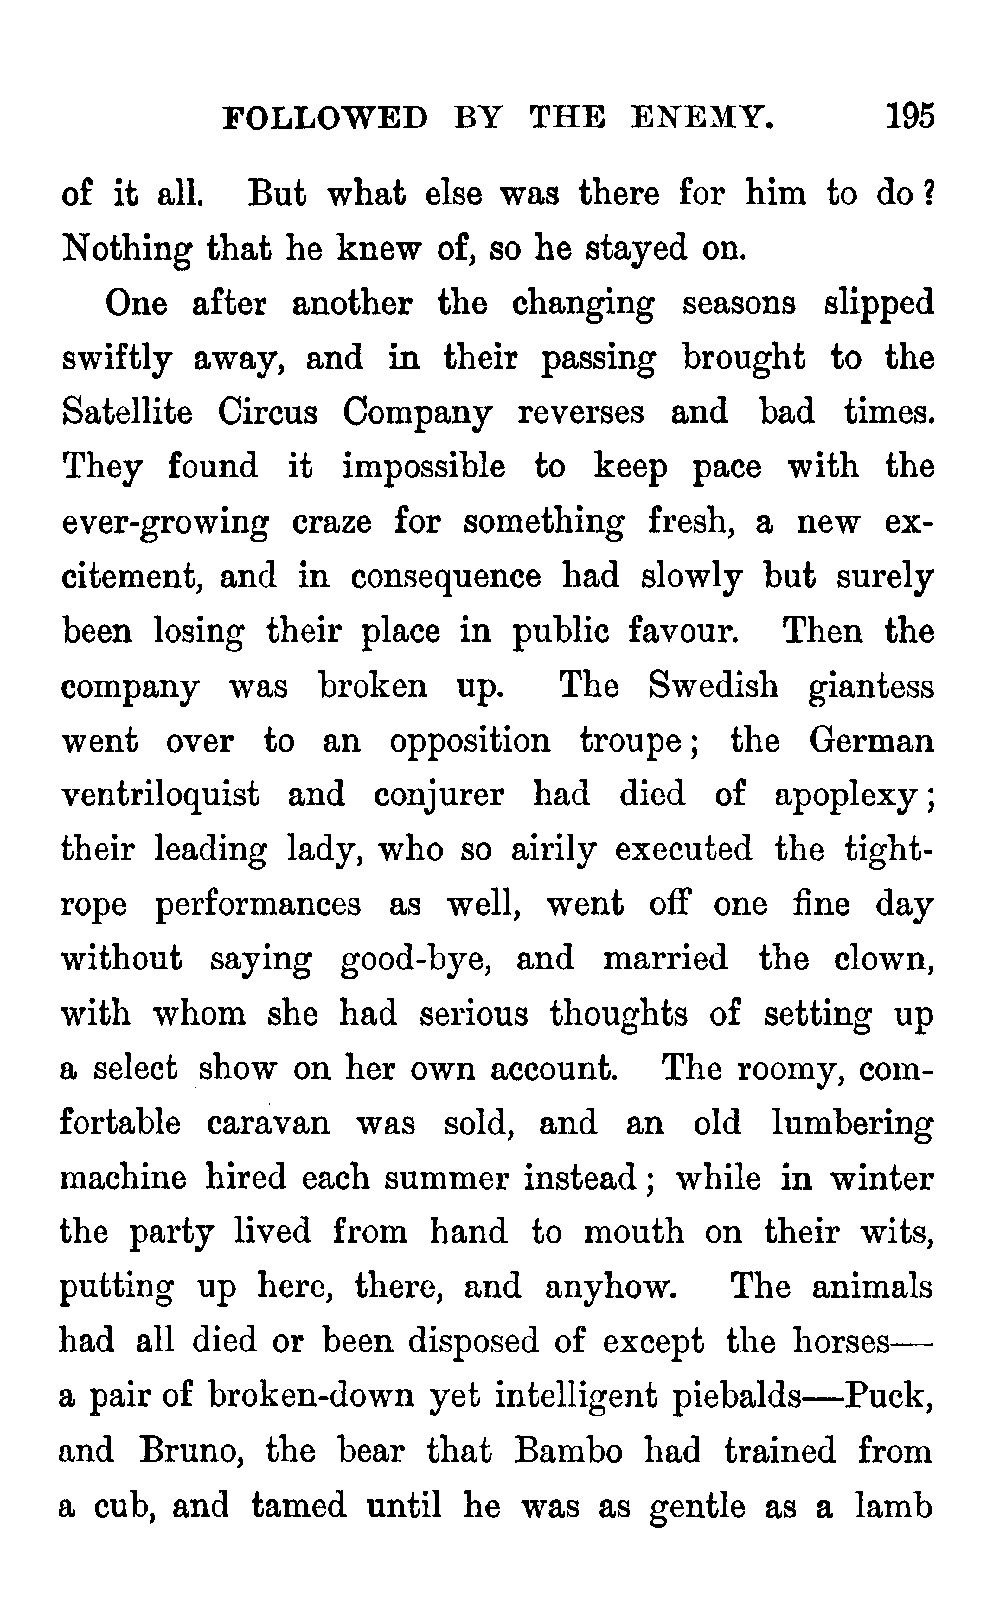 FOLLOWED BY THE ENEMY. 195
of it all. But what else was there for him to do?
Nothing that he knew of, so he stayed on.
One after another the changing seasons slipped
swiftly away, and in their passing brought to the
Satellite Circus Company reverses and bad times.
They found it impossible to keep pace with the
ever-growing craze for something fresh, a new ex-
citement, and in consequence had slowly but surely
been losing their place in public favour. Then the
company was broken up. The Swedish giantess
went over to an opposition troupe; the German
ventriloquist and conjurer had died of apoplexy;
their leading lady, who so airily executed the tight-
rope performances as well, went off one fine day
without saying good-bye, and married the clown,
with whom she had serious thoughts of setting up
a select show on her own account. The roomy, com-
fortable caravan was sold, and an old lumbering
machine hired each summer instead; while in winter
the party lived from hand to mouth on their wits,
putting up here, there, and anyhow. The animals
had all died or been disposed of except the horses—
a pair of broken-down yet intelligent piebalds—Puck,
and Bruno, the bear that Bambo had trained from
a cub, and tamed until he was as gentle as a lamb